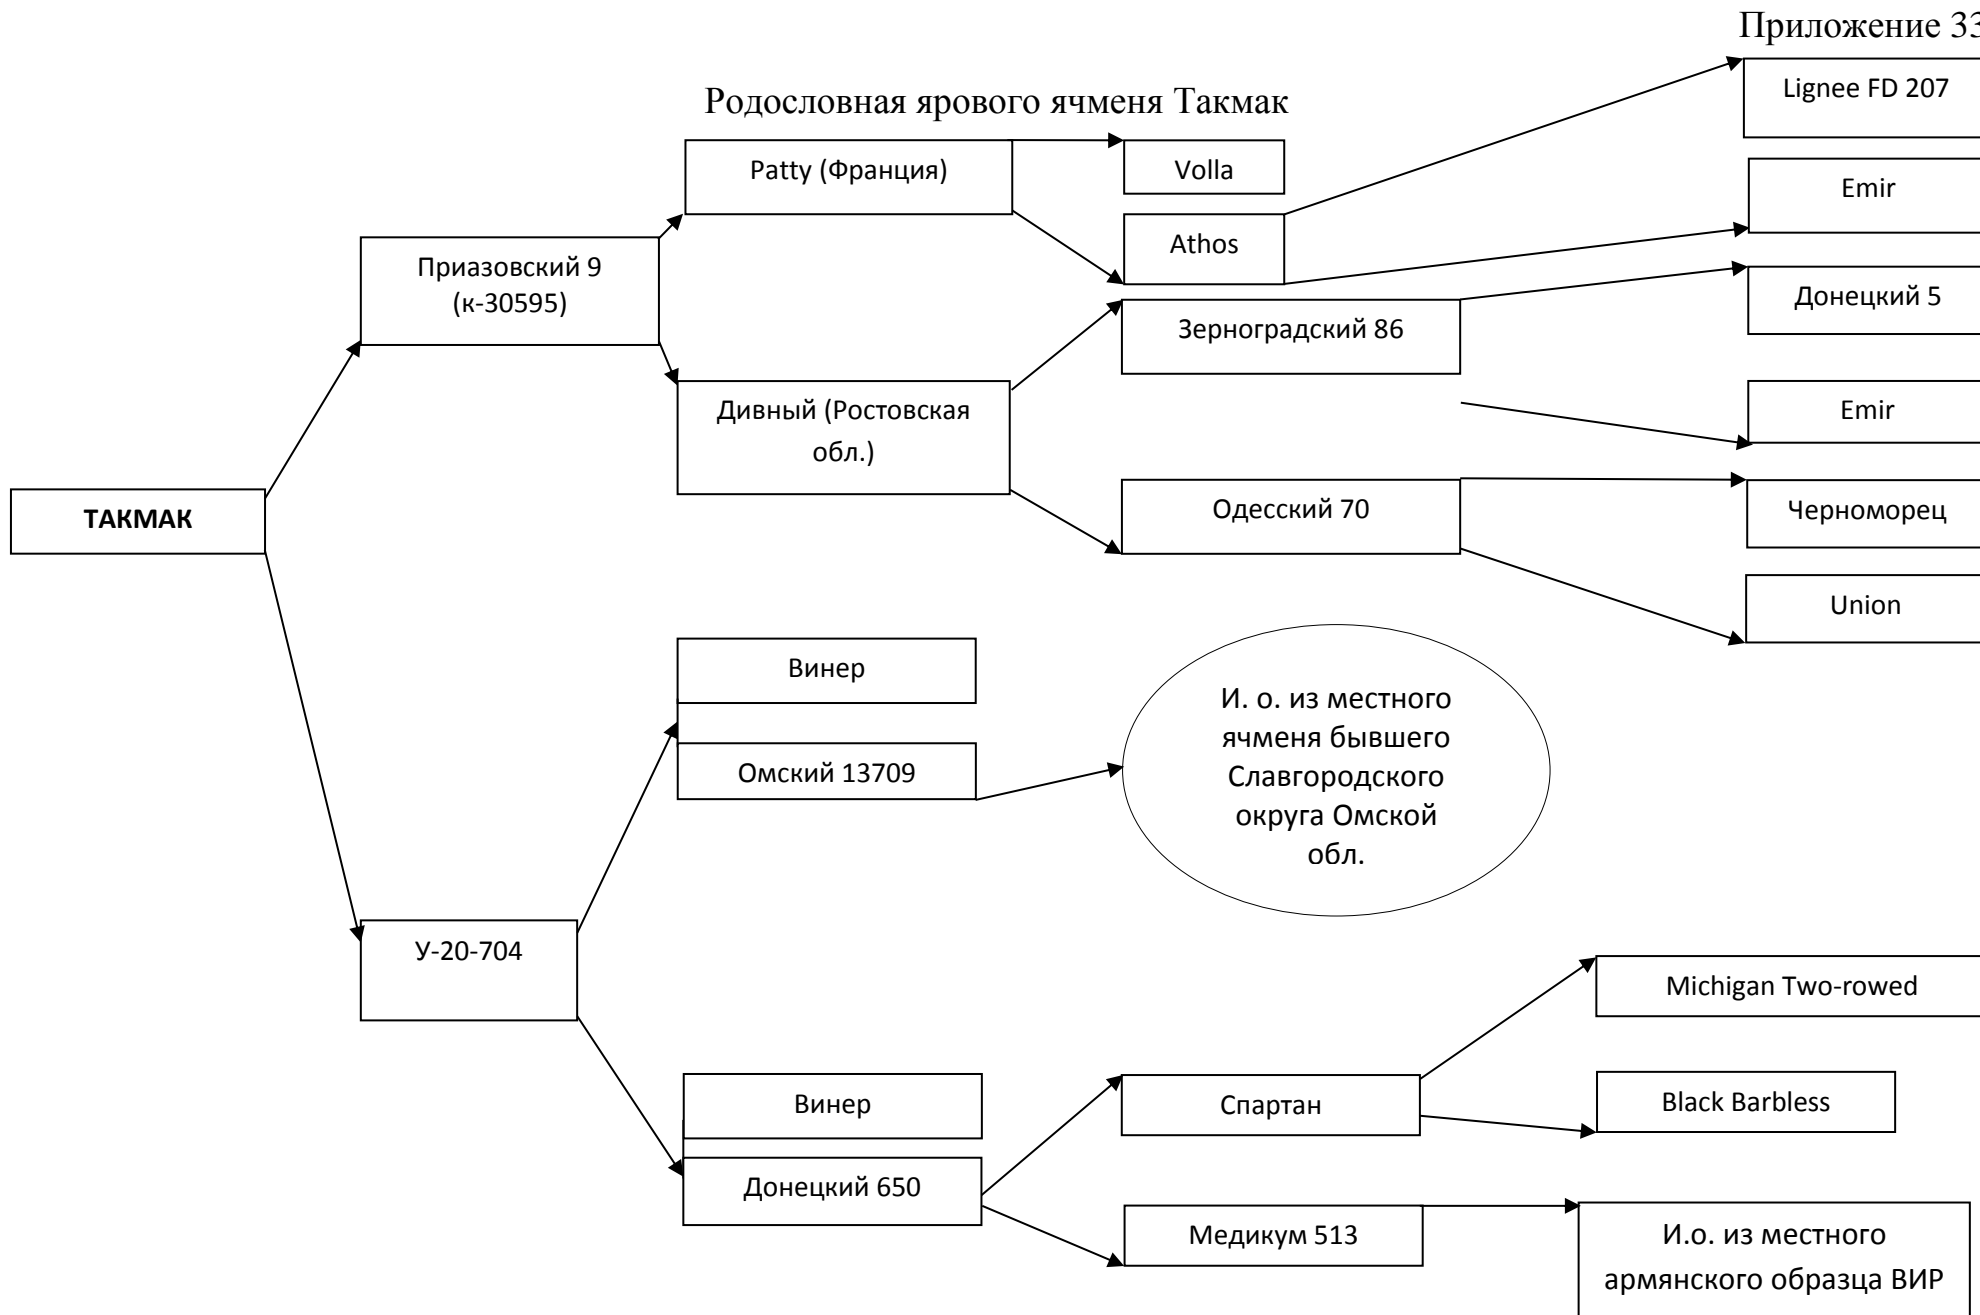 Приложение 33
Родословная ярового ячменя Такмак
Lignee FD 207
Patty (Франция)
Volla
Emir
Athos
Приазовский 9
(к-30595)
Донецкий 5
Зерноградский 86
Дивный (Ростовская
обл.)
Emir
ТАКМАК
Одесский 70
Черноморец
Union
Винер
Омский 13709
И. о. из местного
ячменя бывшего
Славгородского
округа Омской
обл.
У-20-704
Michigan Two-rowed
Винер
Спартан
Black Barbless
Донецкий 650
Медикум 513
И.о. из местного
армянского образца ВИР